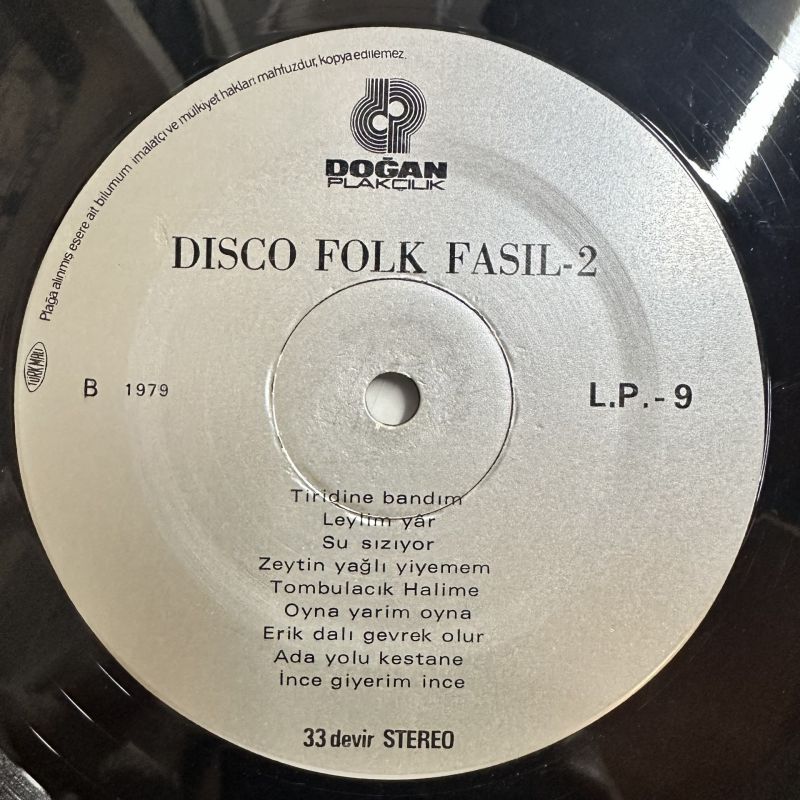 Plağa alınmış esere ait bilumum imalatçı ve mülkiyet hakları mahfuzdur, kopya edilemez.
DOĞAN
PLAKÇILIK
DISCO FOLK FASIL-2
TÜRK MALI
B 1979
L.P.-9
Tiridine bandım
Leylim yâr
Su sızıyor
Zeytin yağlı yiyemem
Tombulacık Halime
Oyna yarim oyna
Erik dalı gevrek olur
Ada yolu kestane
İnce giyerim ince
33 devir STEREO